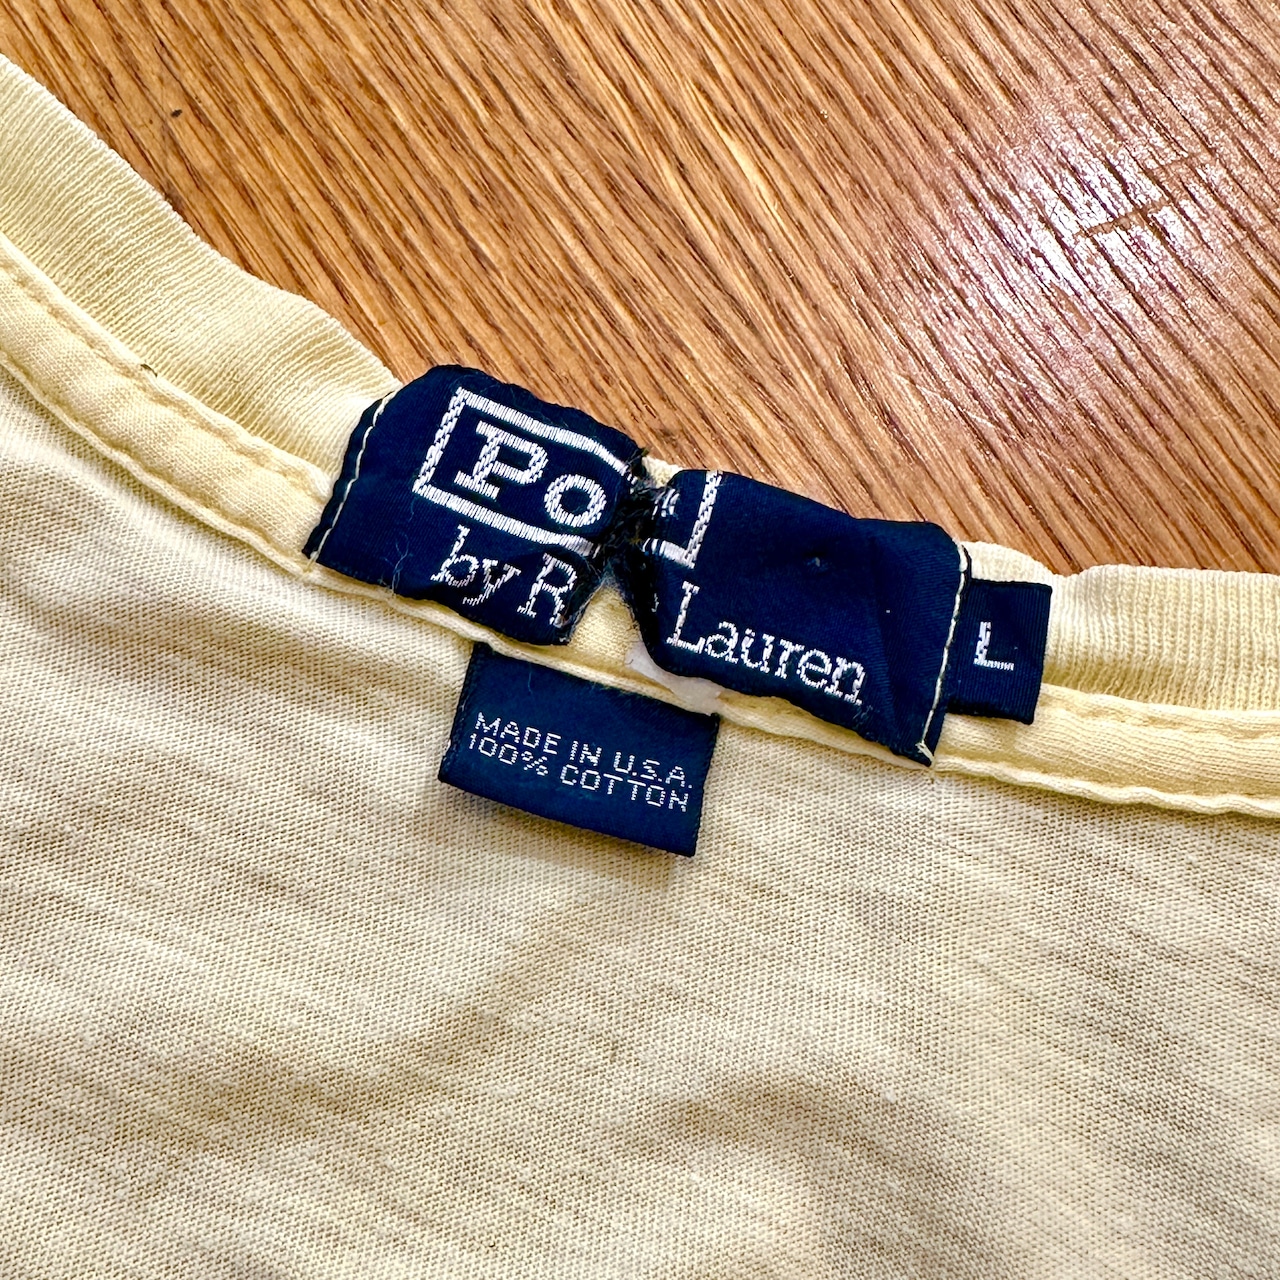 Po
by R Lauren
L
MADE IN U.S.A.
100% COTTON